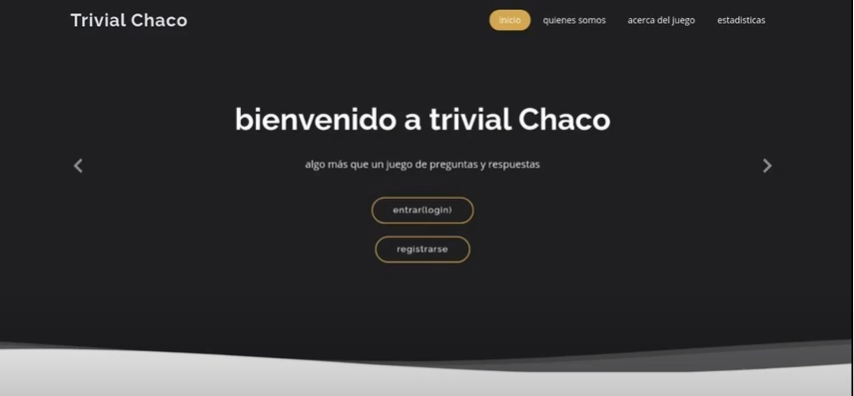 Trivial Chaco
inicio quienes somos acerca del juego estadisticas
bienvenido a trivial Chaco
algo más que un juego de preguntas y respuestas
entrar(login)
registrarse